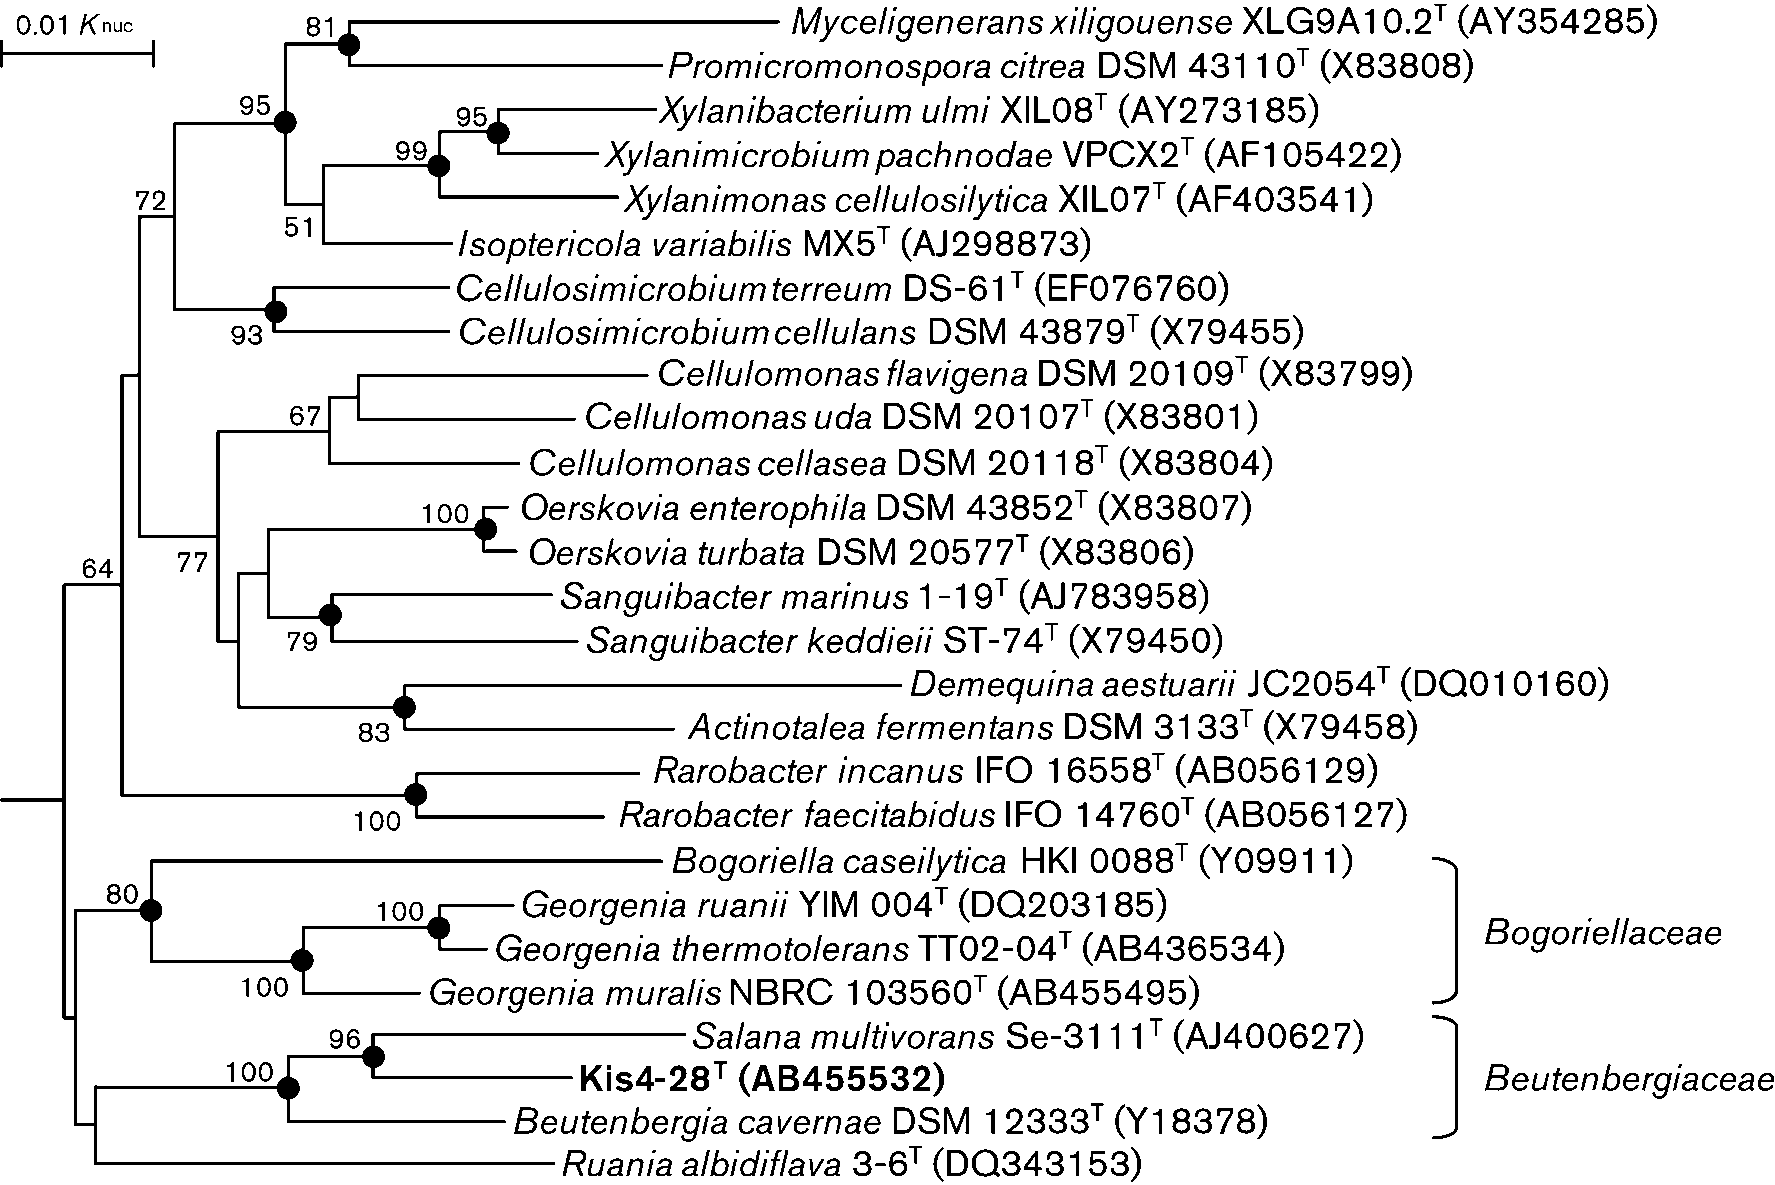 0.01 Knuc
81
Myceligenerans xiligouense XLG9A10.2T (AY354285)
Promicromonospora citrea DSM 43110T (X83808)
95
95
Xylanibacterium ulmi XIL08T (AY273185)
99
Xylanimicrobium pachnodae VPCX2T (AF105422)
72
Xylanimonas cellulosilytica XIL07T (AF403541)
51
Isoptericola variabilis MX5T (AJ298873)
Cellulosimicrobium terreum DS-61T (EF076760)
93
Cellulosimicrobium cellulans DSM 43879T (X79455)
Cellulomonas flavigena DSM 20109T (X83799)
67
Cellulomonas uda DSM 20107T (X83801)
Cellulomonas cellasea DSM 20118T (X83804)
100
Oerskovia enterophila DSM 43852T (X83807)
Oerskovia turbata DSM 20577T (X83806)
64
77
Sanguibacter marinus 1-19T (AJ783958)
79
Sanguibacter keddieii ST-74T (X79450)
Demequina aestuarii JC2054T (DQ010160)
83
Actinotalea fermentans DSM 3133T (X79458)
Rarobacter incanus IFO 16558T (AB056129)
100
Rarobacter faecitabidus IFO 14760T (AB056127)
Bogoriella caseilytica HKI 0088T (Y09911)
80
100
Georgenia ruanii YIM 004T (DQ203185)
Bogoriellaceae
Georgenia thermotolerans TT02-04T (AB436534)
100
Georgenia muralis NBRC 103560T (AB455495)
96
Salana multivorans Se-3111T (AJ400627)
100
Kis4-28T (AB455532)
Beutenbergiaceae
Beutenbergia cavernae DSM 12333T (Y18378)
Ruania albidiflava 3-6T (DQ343153)